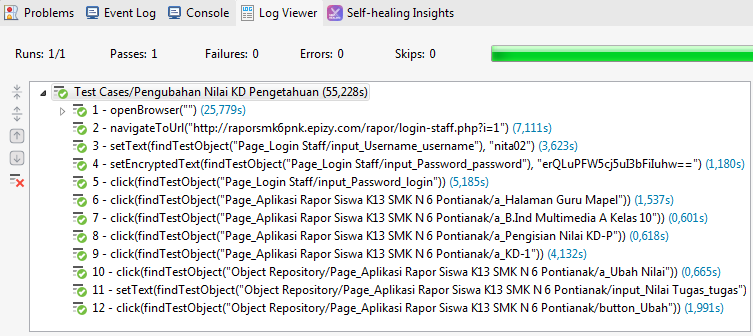 Problems Event Log Console Log Viewer Self-healing Insights
Runs: 1/1 Passes: 1 Failures: 0 Errors: 0 Skips: 0
Test Cases/Pengubahan Nilai KD Pengetahuan (55,228s)
1 - openBrowser("") (25,779s)
2 - navigateToUrl("http://raporsmk6pnk.epizy.com/rapor/login-staff.php?i=1") (7,111s)
3 - setText(findTestObject("Page_Login Staff/input_Username_username"), "nita02") (3,623s)
4 - setEncryptedText(findTestObject("Page_Login Staff/input_Password_password"), "erQLuPFW5cj5uI3bFiIuhw==") (1,180s)
5 - click(findTestObject("Page_Login Staff/input_Password_login")) (5,185s)
6 - click(findTestObject("Page_Aplikasi Rapor Siswa K13 SMK N 6 Pontianak/a_Halaman Guru Mapel")) (1,537s)
7 - click(findTestObject("Page_Aplikasi Rapor Siswa K13 SMK N 6 Pontianak/a_B.Ind Multimedia A Kelas 10")) (0,601s)
8 - click(findTestObject("Page_Aplikasi Rapor Siswa K13 SMK N 6 Pontianak/a_Pengisian Nilai KD-P")) (0,618s)
9 - click(findTestObject("Page_Aplikasi Rapor Siswa K13 SMK N 6 Pontianak/a_KD-1")) (4,132s)
10 - click(findTestObject("Object Repository/Page_Aplikasi Rapor Siswa K13 SMK N 6 Pontianak/a_Ubah Nilai")) (0,665s)
11 - setText(findTestObject("Object Repository/Page_Aplikasi Rapor Siswa K13 SMK N 6 Pontianak/input_Nilai Tugas_tugas")
12 - click(findTestObject("Object Repository/Page_Aplikasi Rapor Siswa K13 SMK N 6 Pontianak/button_Ubah")) (1,991s)